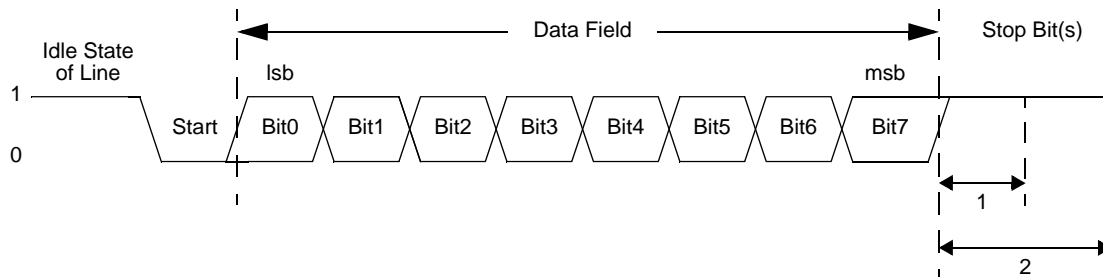 Data Field
Stop Bit(s)
Idle State
of Line
lsb
msb
1
Start
Bit0
Bit1
Bit2
Bit3
Bit4
Bit5
Bit6
Bit7
0
1
2